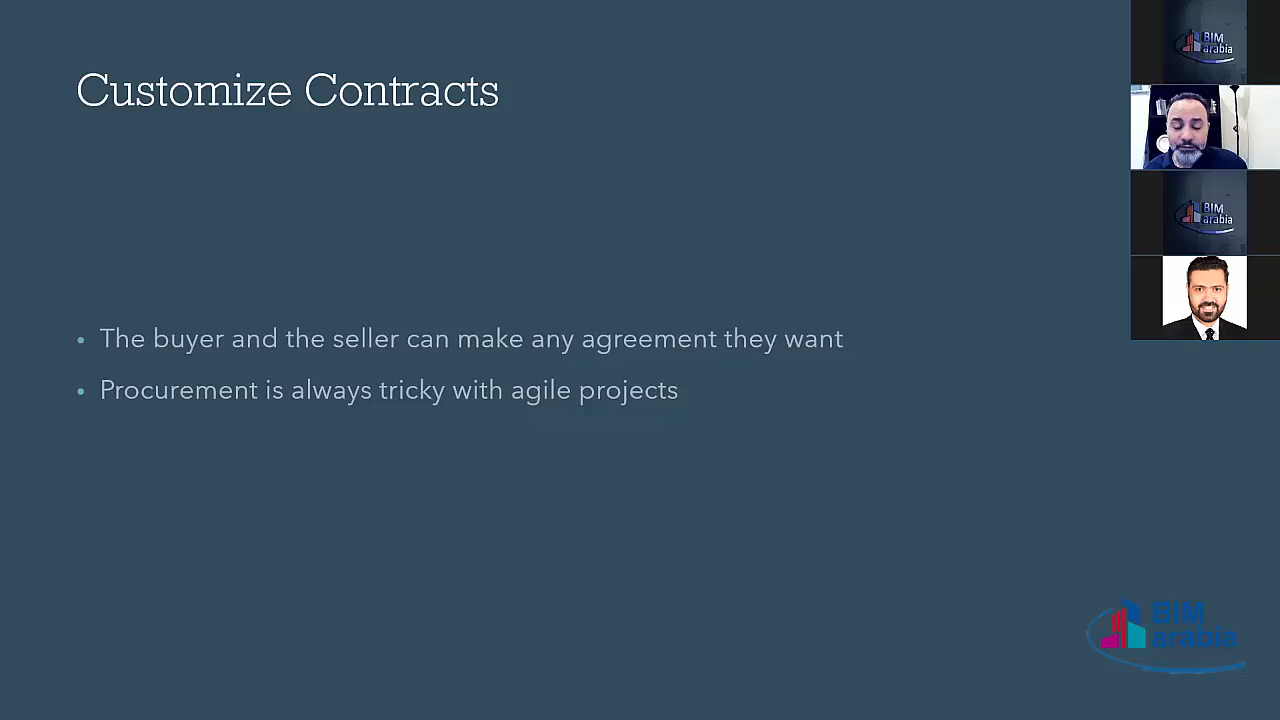 Customize Contracts
• The buyer and the seller can make any agreement they want
• Procurement is always tricky with agile projects
BIM
arabia
BIM
arabia
BIM
arabia